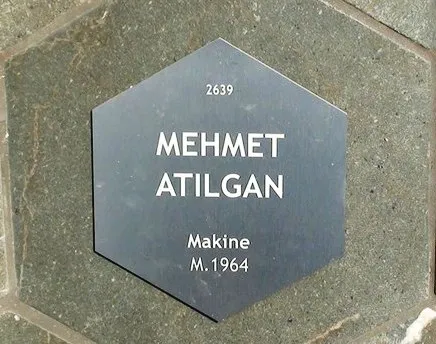 2639
MEHMET
ATILGAN
Makine
M.1964